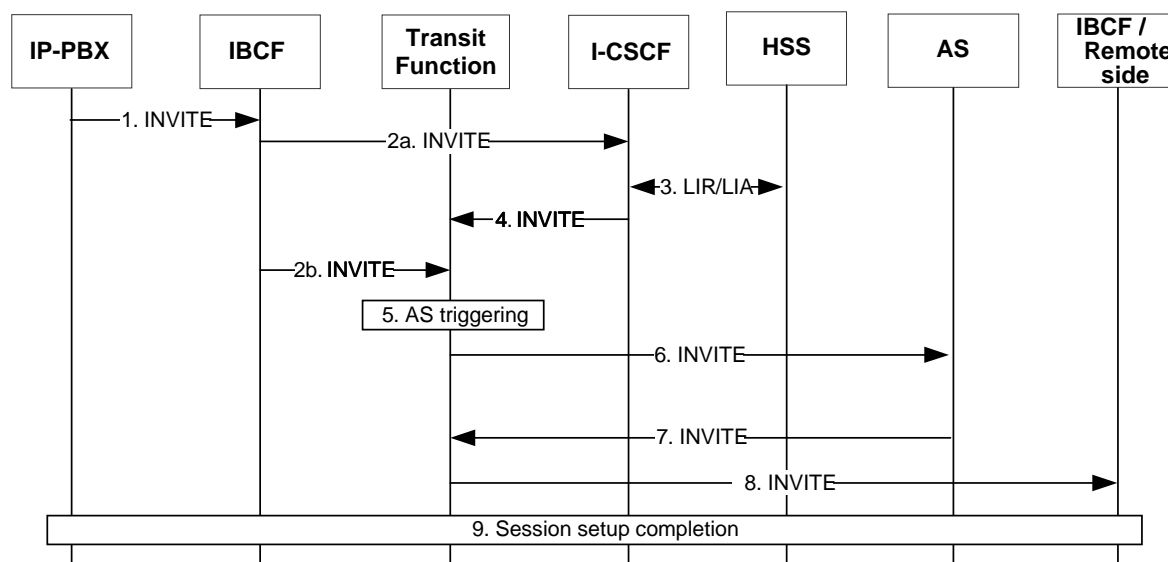 IP-PBX
IBCF
Transit
Function
I-CSCF
HSS
AS
IBCF /
Remote
side
1. INVITE
2a. INVITE
3. LIR/LIA
4. INVITE
2b. INVITE
5. AS triggering
6. INVITE
7. INVITE
8. INVITE
9. Session setup completion